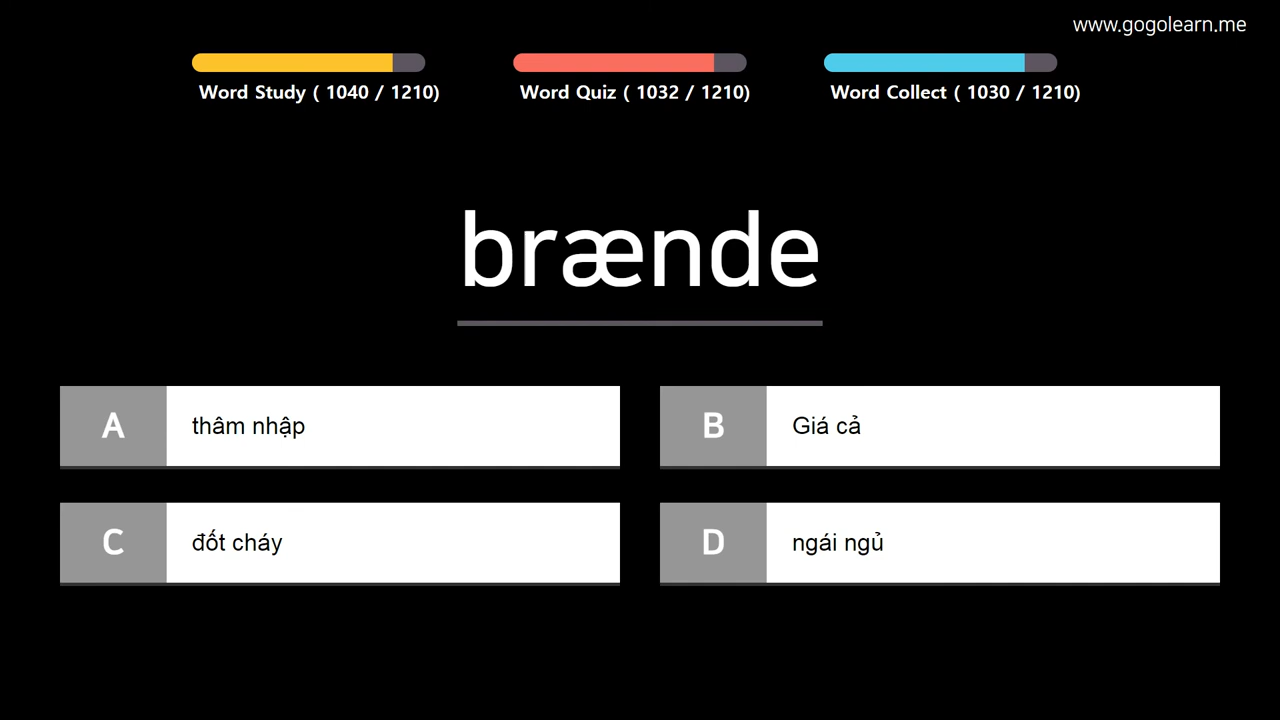 www.gogolearn.me
Word Study ( 1040 / 1210)
Word Quiz ( 1032 / 1210)
Word Collect ( 1030 / 1210)
brænde
A
thâm nhập
B
Giá cả
C
đốt cháy
D
ngái ngủ